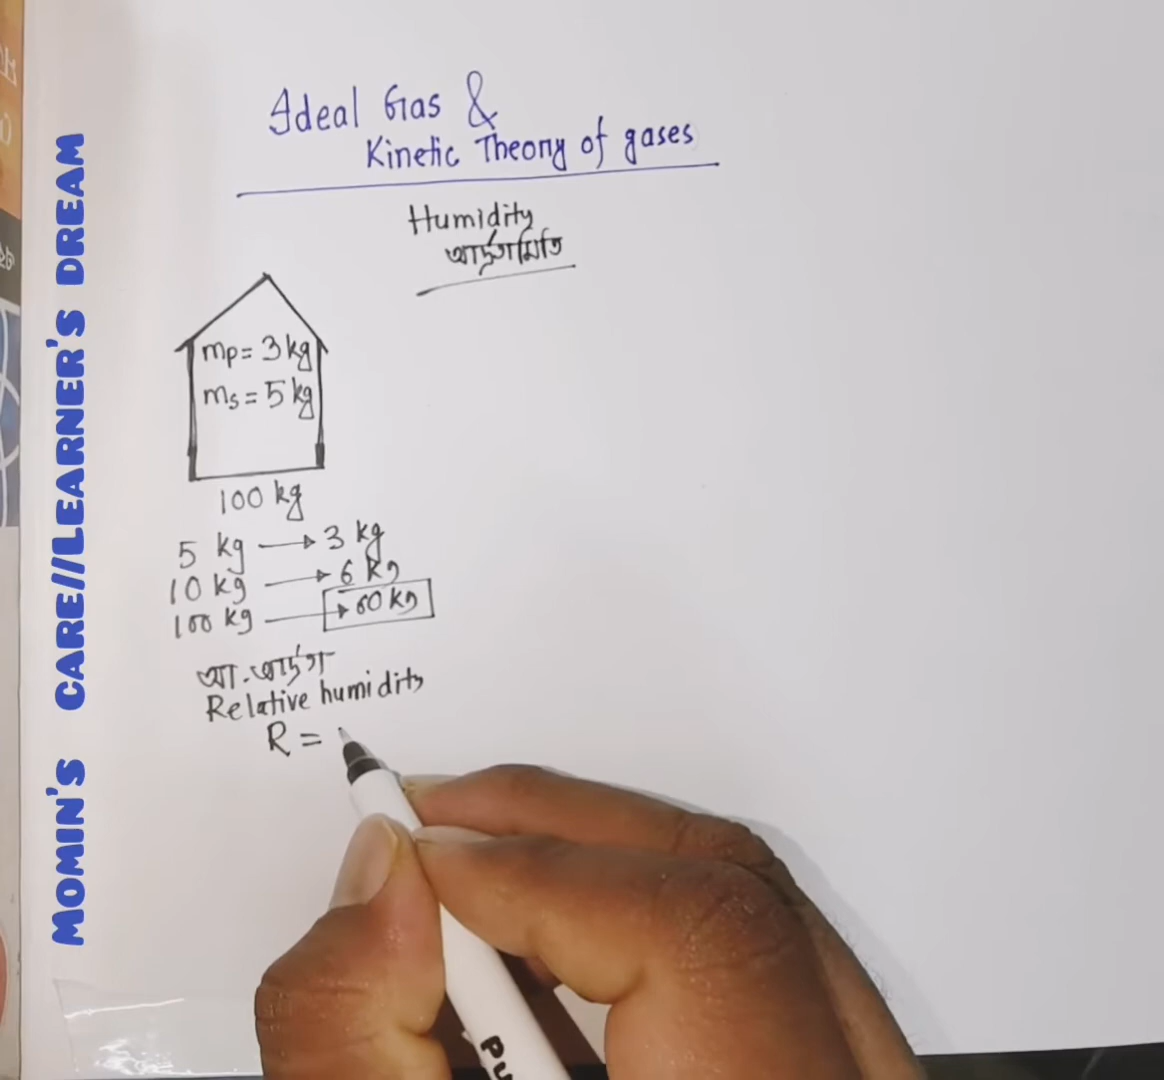 Ideal Gas &
Kinetic Theory of gases
Humidity
আর্দ্রতামিতি
mp = 3 kg
ms = 5 kg
100 kg
5 kg → 3 kg
10 kg → 6 kg
100 kg → 60 kg
আ. আর্দ্রতা
Relative humidity
R =
MOMIN'S CARE//LEARNER'S DREAM